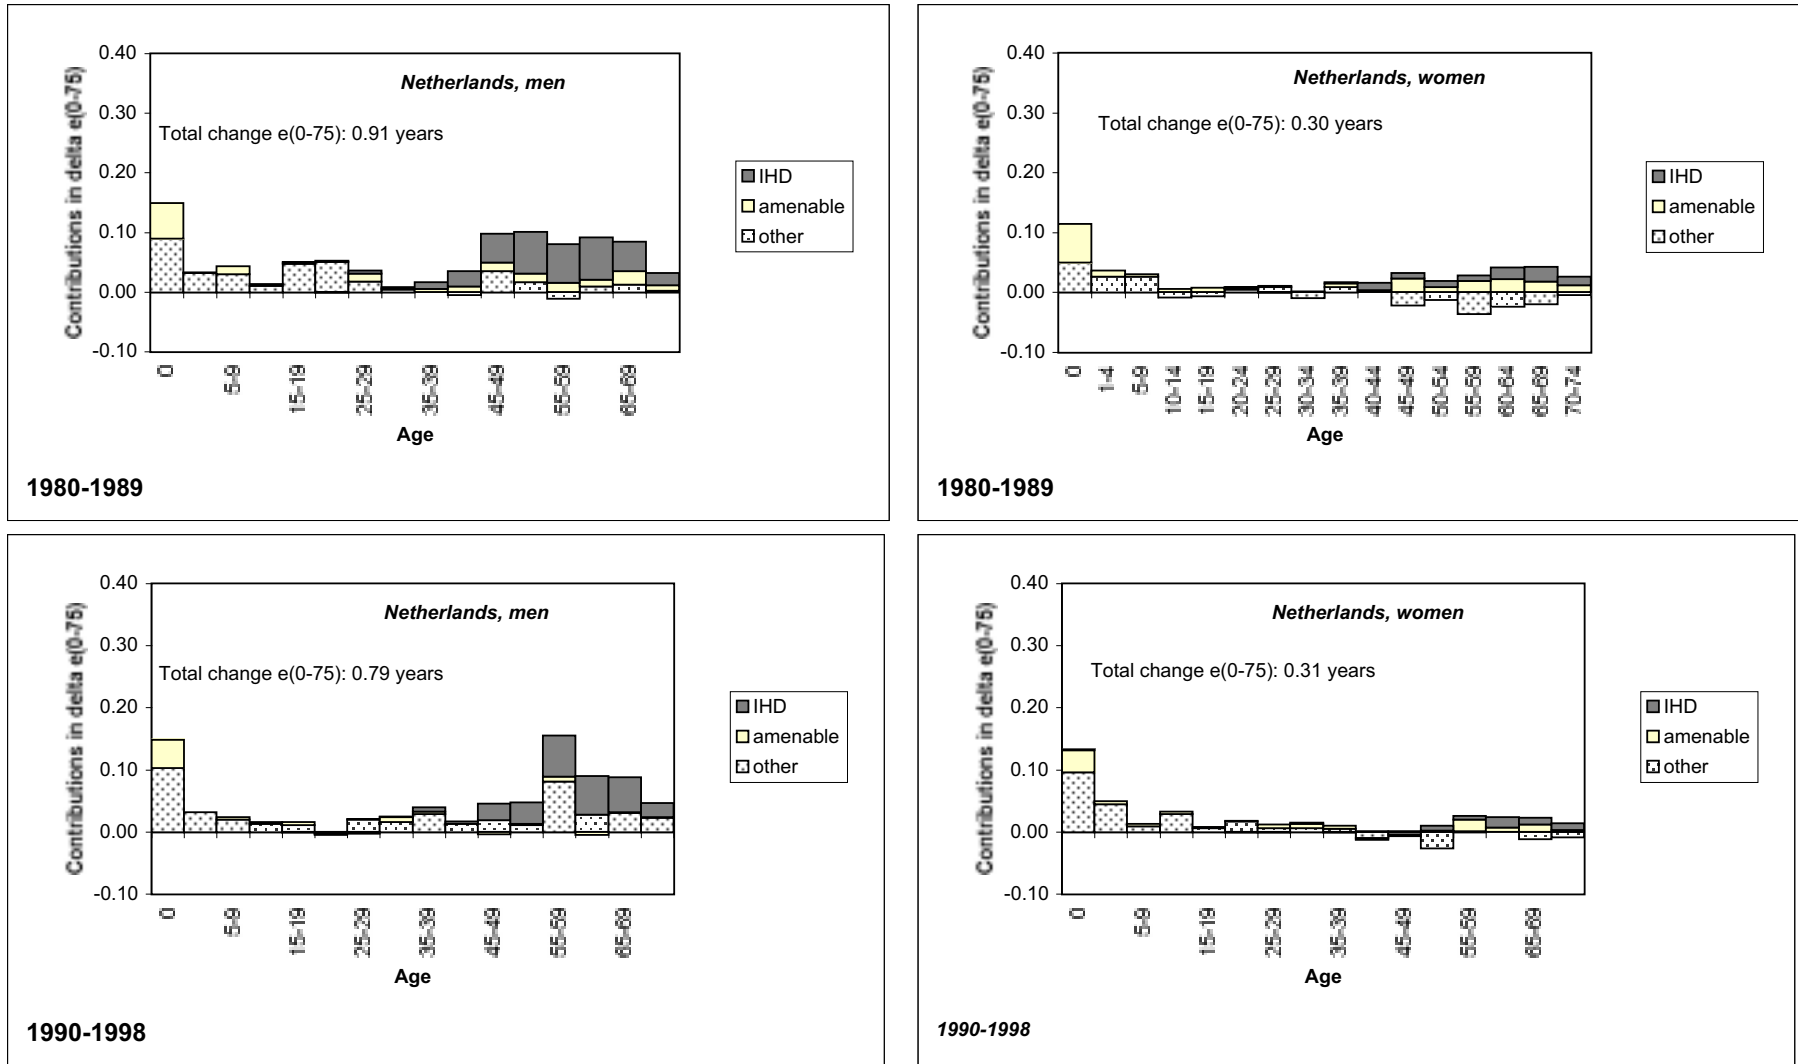 Netherlands, men
Total change e(0-75): 0.91 years
Contributions in delta e(0-75)
0.40
0.30
0.20
0.10
0.00
-0.10
0
5-9
15-19
25-29
35-39
45-49
55-59
65-69
Age
IHD
amenable
other
1980-1989
Netherlands, women
Total change e(0-75): 0.30 years
Contributions in delta e(0-75)
0.40
0.30
0.20
0.10
0.00
-0.10
0
1-4
5-9
10-14
15-19
20-24
25-29
30-34
35-39
40-44
45-49
50-54
55-59
60-64
65-69
70-74
Age
IHD
amenable
other
1980-1989
Netherlands, men
Total change e(0-75): 0.79 years
Contributions in delta e(0-75)
0.40
0.30
0.20
0.10
0.00
-0.10
0
5-9
15-19
25-29
35-39
45-49
55-59
65-69
Age
IHD
amenable
other
1990-1998
Netherlands, women
Total change e(0-75): 0.31 years
Contributions in delta e(0-75)
0.40
0.30
0.20
0.10
0.00
-0.10
0
5-9
15-19
25-29
35-39
45-49
55-59
65-69
Age
IHD
amenable
other
1990-1998